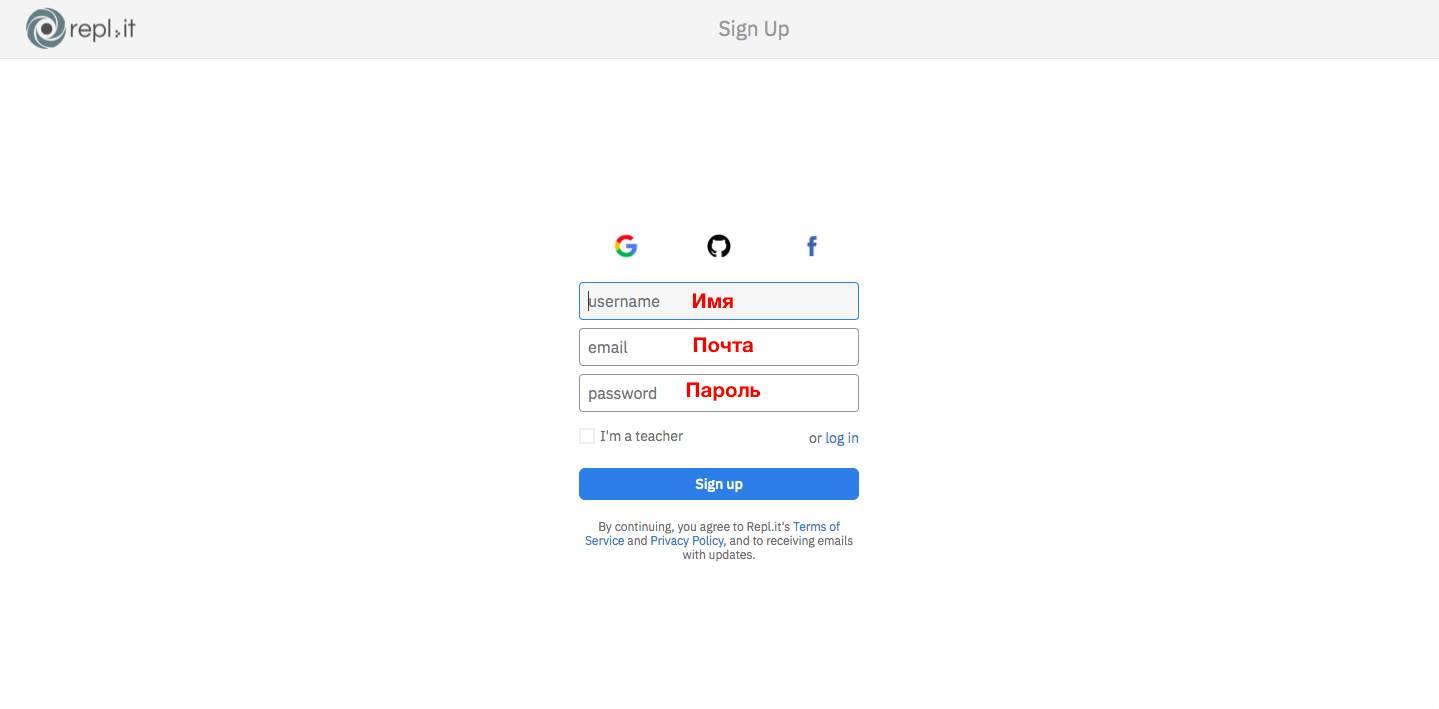 repl.it
Sign Up
username Имя
email Почта
password Пароль
I'm a teacher or log in
Sign up
By continuing, you agree to Repl.it's Terms of
Service and Privacy Policy, and to receiving emails
with updates.